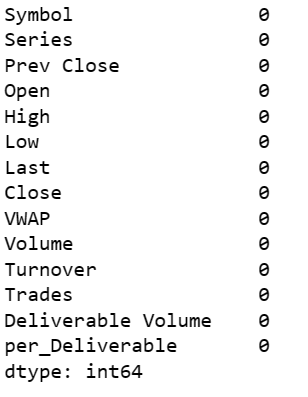 Symbol 0
Series 0
Prev Close 0
Open 0
High 0
Low 0
Last 0
Close 0
VWAP 0
Volume 0
Turnover 0
Trades 0
Deliverable Volume 0
per_Deliverable 0
dtype: int64